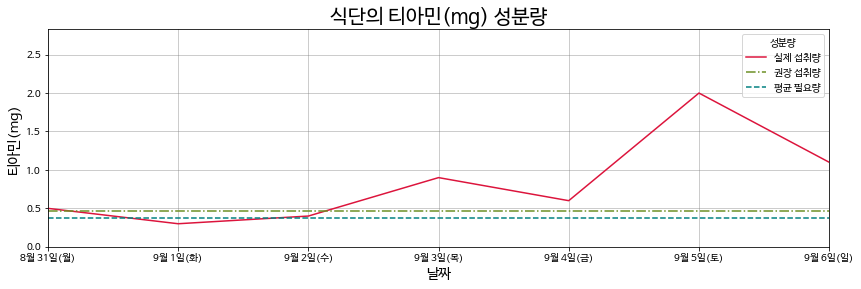 식단의 티아민(mg) 성분량
성분량
실제 섭취량
권장 섭취량
평균 필요량
티아민(mg)
2.5
2.0
1.5
1.0
0.5
0.0
8월 31일(월) 9월 1일(화) 9월 2일(수) 9월 3일(목) 9월 4일(금) 9월 5일(토) 9월 6일(일)
날짜